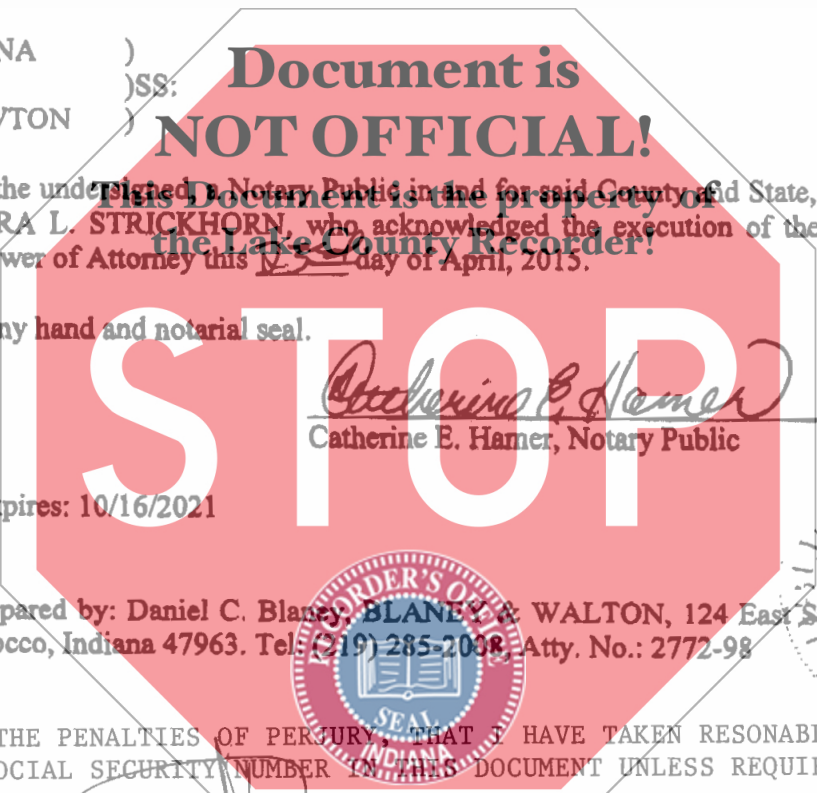 NA )
Document is
)SS:
WTON )
NOT OFFICIAL!
the undersigned, a Notary Public in and for said County and State,
This Document is the property of
RA L. STRICKHORN, who acknowledged the execution of the
the Lake County Recorder!
wer of Attorney this day of April, 2015.
my hand and notarial seal.
STOP
Catherine E. Hamer
Catherine E. Hamer, Notary Public
pires: 10/16/2021
RECORDER'S OFFICE
pared by: Daniel C. Blaney, BLANEY & WALTON, 124 East S
occo, Indiana 47963. Tel: (219) 285-2008, Atty. No.: 2772-98
SEAL
INDIANA
THE PENALTIES OF PERJURY, THAT I HAVE TAKEN RESONABL
OCIAL SECURITY NUMBER IN THIS DOCUMENT UNLESS REQUI